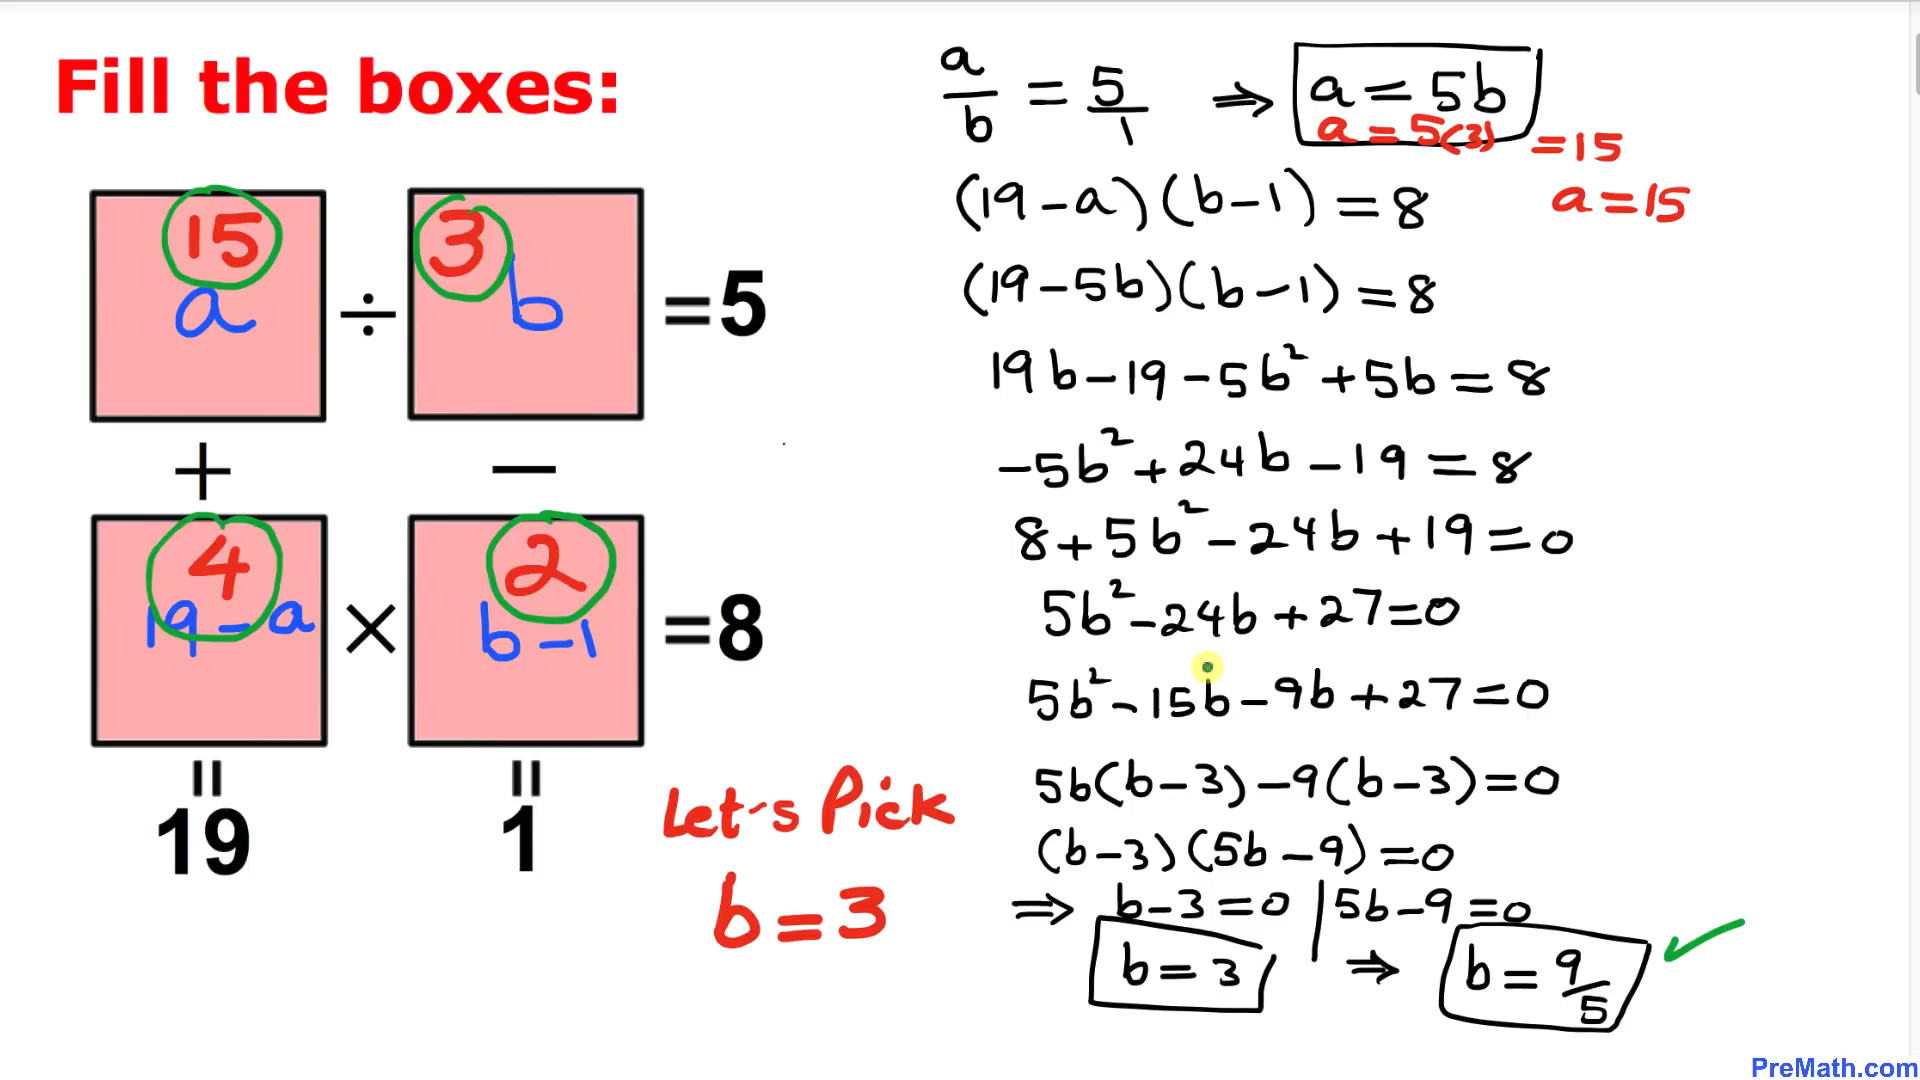 Fill the boxes:
15
a
÷
3
b
=5
+
−
4
19-a
×
2
b-1
=8
=
19
=
1
Let's Pick
b=3
a/b = 5/1 ⇒ a=5b
a=5(3) =15
a=15
(19-a)(b-1)=8
(19-5b)(b-1)=8
19b-19-5b²+5b=8
-5b²+24b-19=8
8+5b²-24b+19=0
5b²-24b+27=0
5b²-15b-9b+27=0
5b(b-3)-9(b-3)=0
(b-3)(5b-9)=0
⇒ b-3=0 | 5b-9=0
b=3 ⇒ b=9/5 ✓
PreMath.com